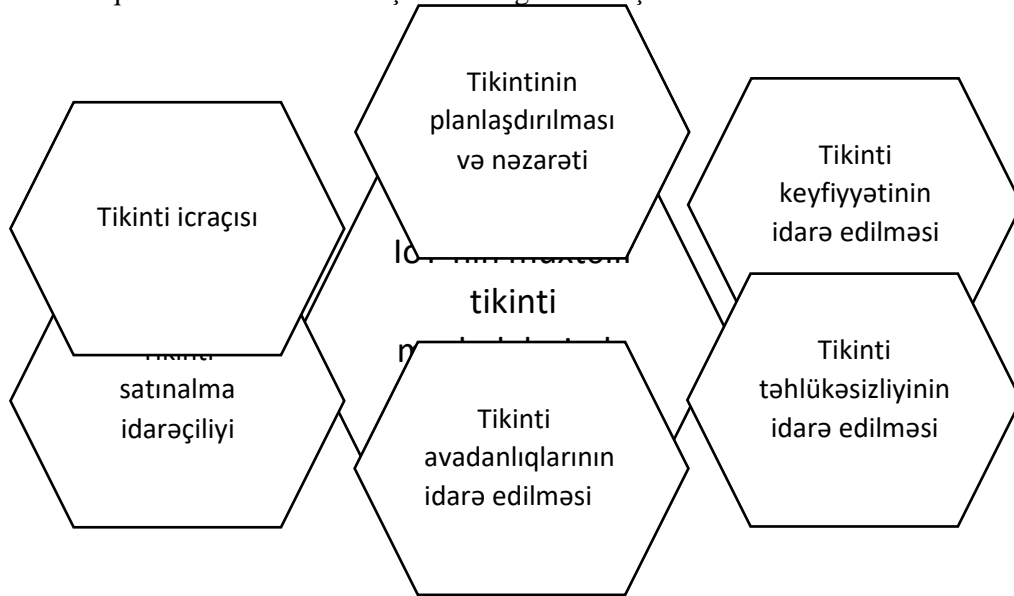 Tikintinin
planlaşdırılması
və nəzarəti
Tikinti icraçısı
Tikinti
keyfiyyətinin
idarə edilməsi
tikinti
Tikinti
satınalma
idarəçiliyi
Tikinti
avadanlıqlarının
idarə edilməsi
Tikinti
təhlükəsizliyinin
idarə edilməsi